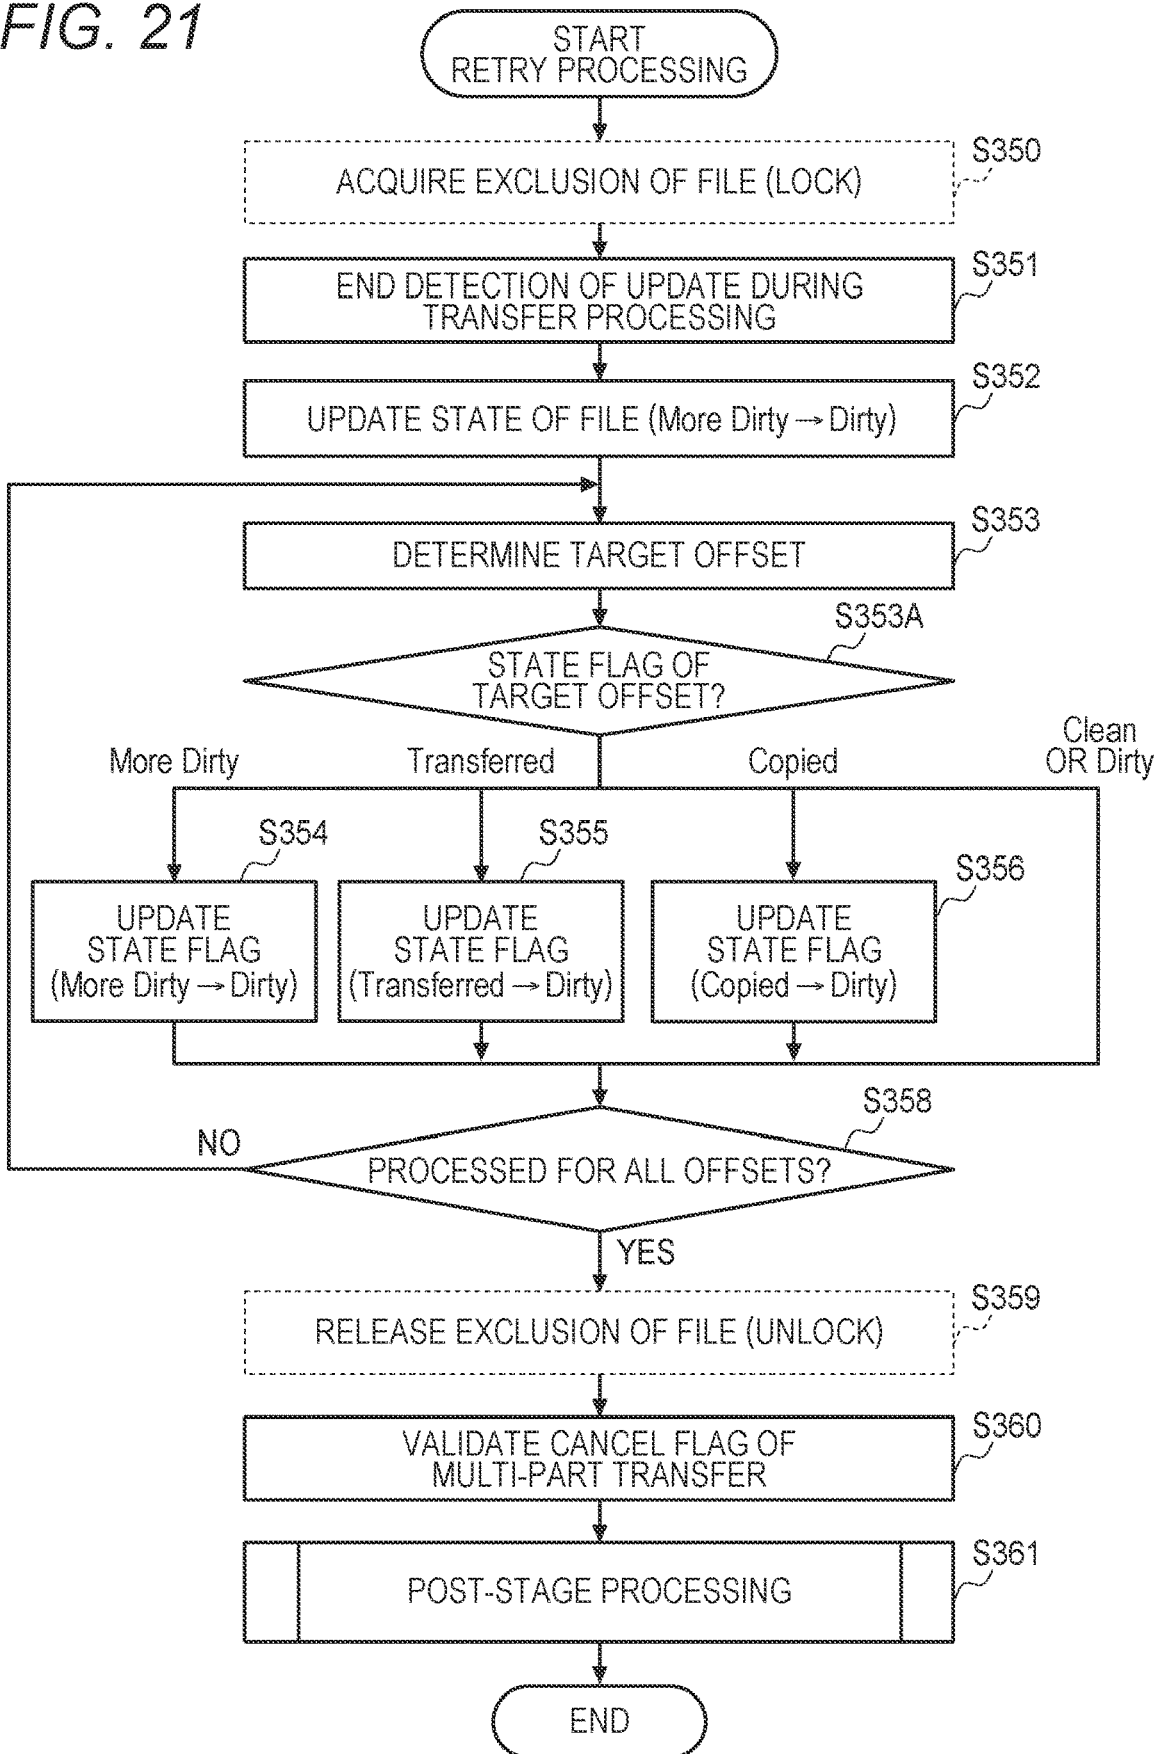 FIG. 21
START
RETRY PROCESSING
S350
ACQUIRE EXCLUSION OF FILE (LOCK)
S351
END DETECTION OF UPDATE DURING
TRANSFER PROCESSING
S352
UPDATE STATE OF FILE (More Dirty → Dirty)
S353
DETERMINE TARGET OFFSET
S353A
STATE FLAG OF
TARGET OFFSET?
More Dirty
Transferred
Copied
Clean
OR Dirty
S354
UPDATE
STATE FLAG
(More Dirty → Dirty)
S355
UPDATE
STATE FLAG
(Transferred → Dirty)
S356
UPDATE
STATE FLAG
(Copied → Dirty)
S358
NO
PROCESSED FOR ALL OFFSETS?
YES
S359
RELEASE EXCLUSION OF FILE (UNLOCK)
S360
VALIDATE CANCEL FLAG OF
MULTI-PART TRANSFER
S361
POST-STAGE PROCESSING
END